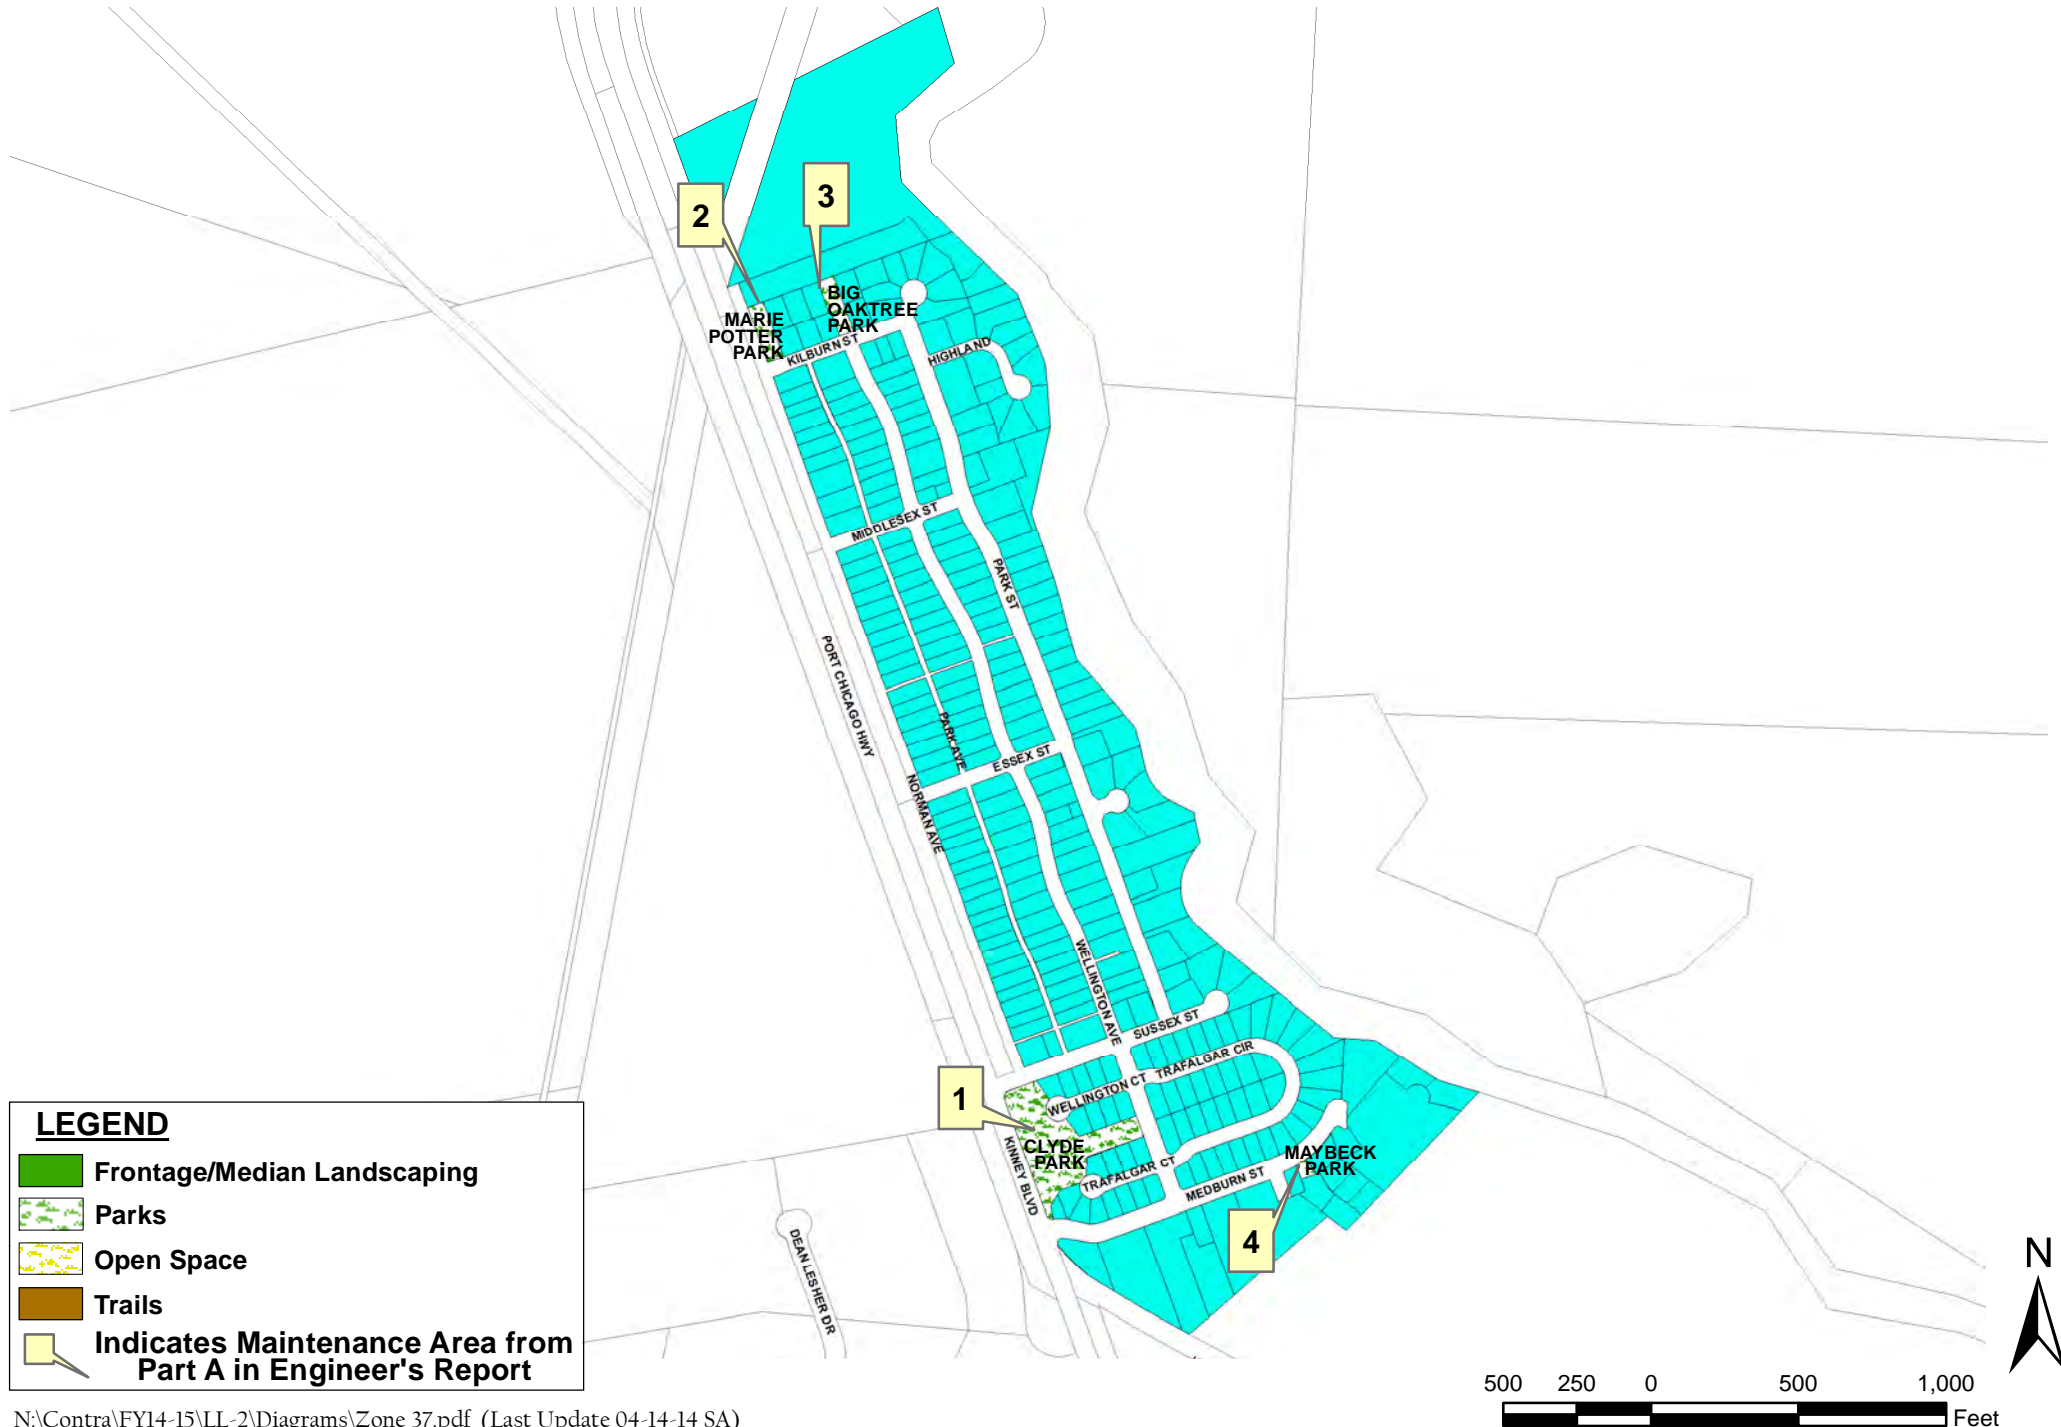 2
3
MARIE
POTTER
PARK
BIG
OAKTREE
PARK
KILBURN ST
HIGHLAND
MIDDLESEX ST
PARK ST
PORT CHICAGO HWY
PARK AVE
ESSEX ST
NORMAN AVE
WELLINGTON AVE
SUSSEX ST
TRAFALGAR CIR
WELLINGTON CT
1
CLYDE
PARK
KINNEY BLVD
TRAFALGAR CT
MEDBURN ST
MAYBECK
PARK
4
DEAN LESHER DR
LEGEND
Frontage/Median Landscaping
Parks
Open Space
Trails
Indicates Maintenance Area from
Part A in Engineer's Report
N
500 250 0 500 1,000
Feet
N:\Contra\FY14-15\LL-2\Diagrams\Zone 37.pdf (Last Update 04-14-14 SA)